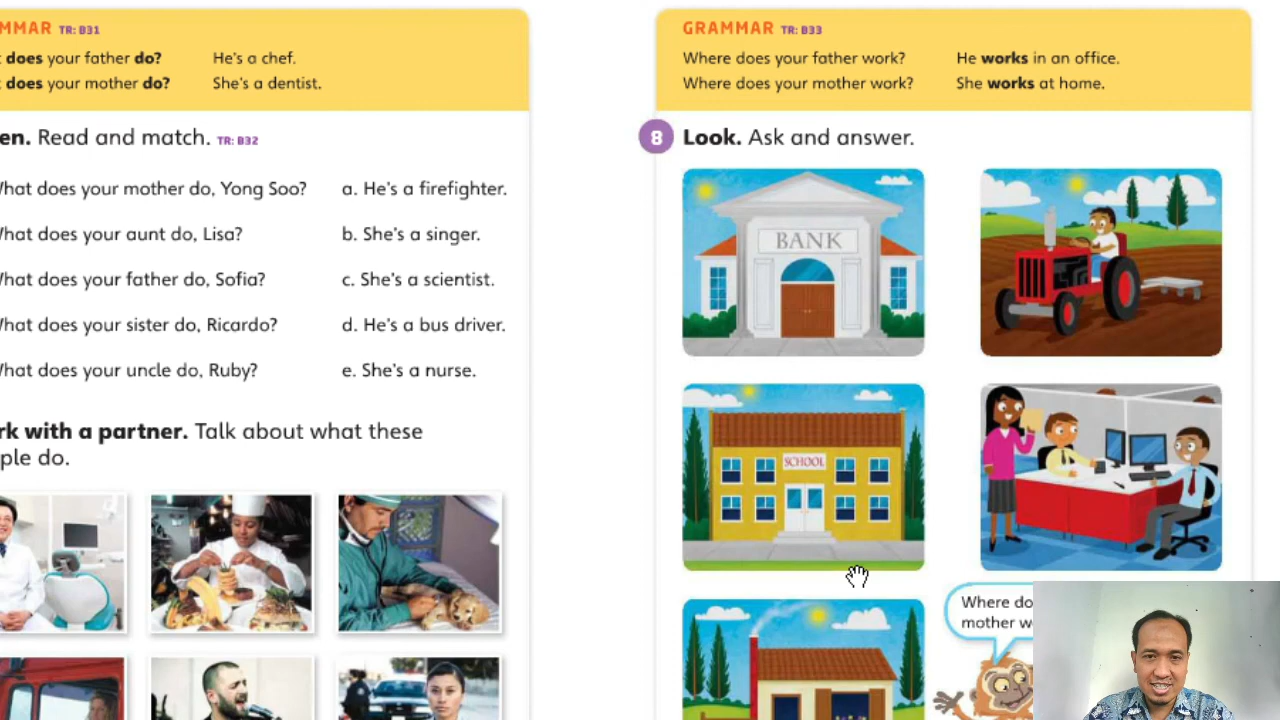 MMAR TR: B31
does your father do? He's a chef.
does your mother do? She's a dentist.
en. Read and match. TR: B32
hat does your mother do, Yong Soo? a. He's a firefighter.
hat does your aunt do, Lisa? b. She's a singer.
hat does your father do, Sofia? c. She's a scientist.
hat does your sister do, Ricardo? d. He's a bus driver.
hat does your uncle do, Ruby? e. She's a nurse.
rk with a partner. Talk about what these
ple do.
GRAMMAR TR: B33
Where does your father work? He works in an office.
Where does your mother work? She works at home.
8 Look. Ask and answer.
BANK
SCHOOL
Where do
mother w